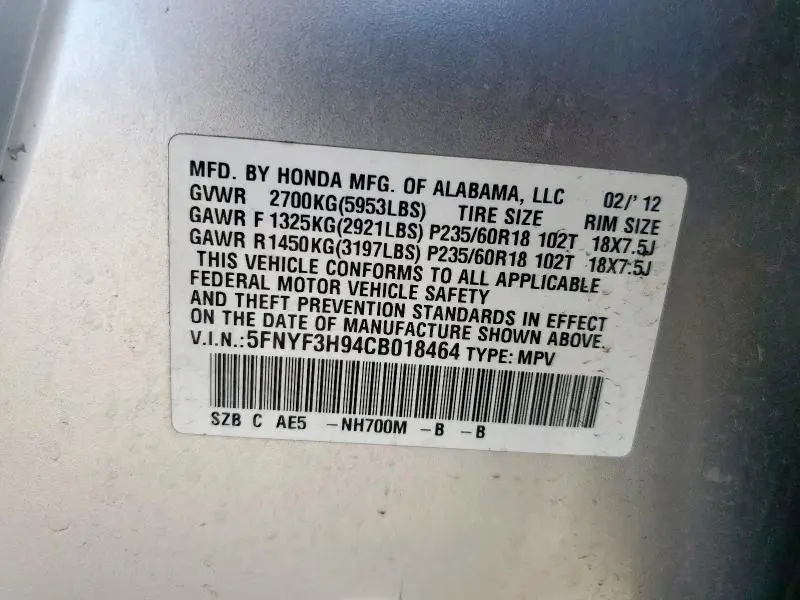 MFD. BY HONDA MFG. OF ALABAMA, LLC 02/' 12
GVWR 2700KG(5953LBS) TIRE SIZE RIM SIZE
GAWR F 1325KG(2921LBS) P235/60R18 102T 18X7.5J
GAWR R1450KG(3197LBS) P235/60R18 102T 18X7.5J
THIS VEHICLE CONFORMS TO ALL APPLICABLE
FEDERAL MOTOR VEHICLE SAFETY
AND THEFT PREVENTION STANDARDS IN EFFECT
ON THE DATE OF MANUFACTURE SHOWN ABOVE.
V.I.N.:5FNYF3H94CB018464 TYPE: MPV
SZB C AE5 -NH700M -B -B